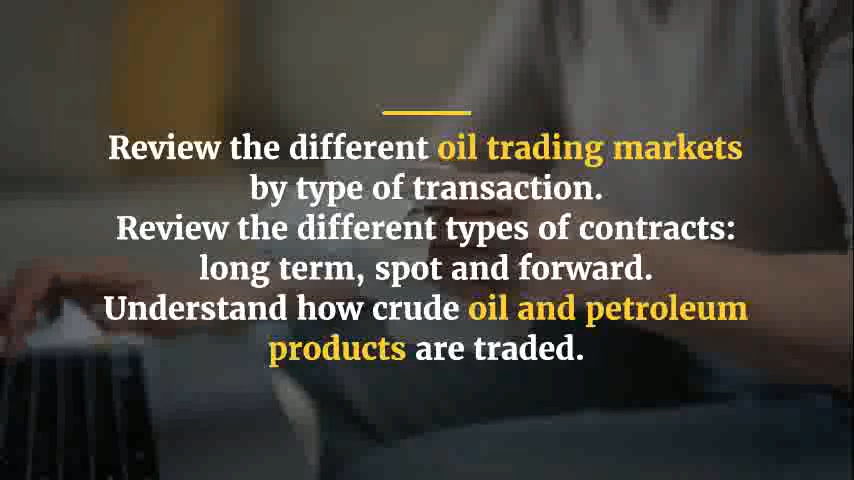 Review the different oil trading markets
by type of transaction.
Review the different types of contracts:
long term, spot and forward.
Understand how crude oil and petroleum
products are traded.